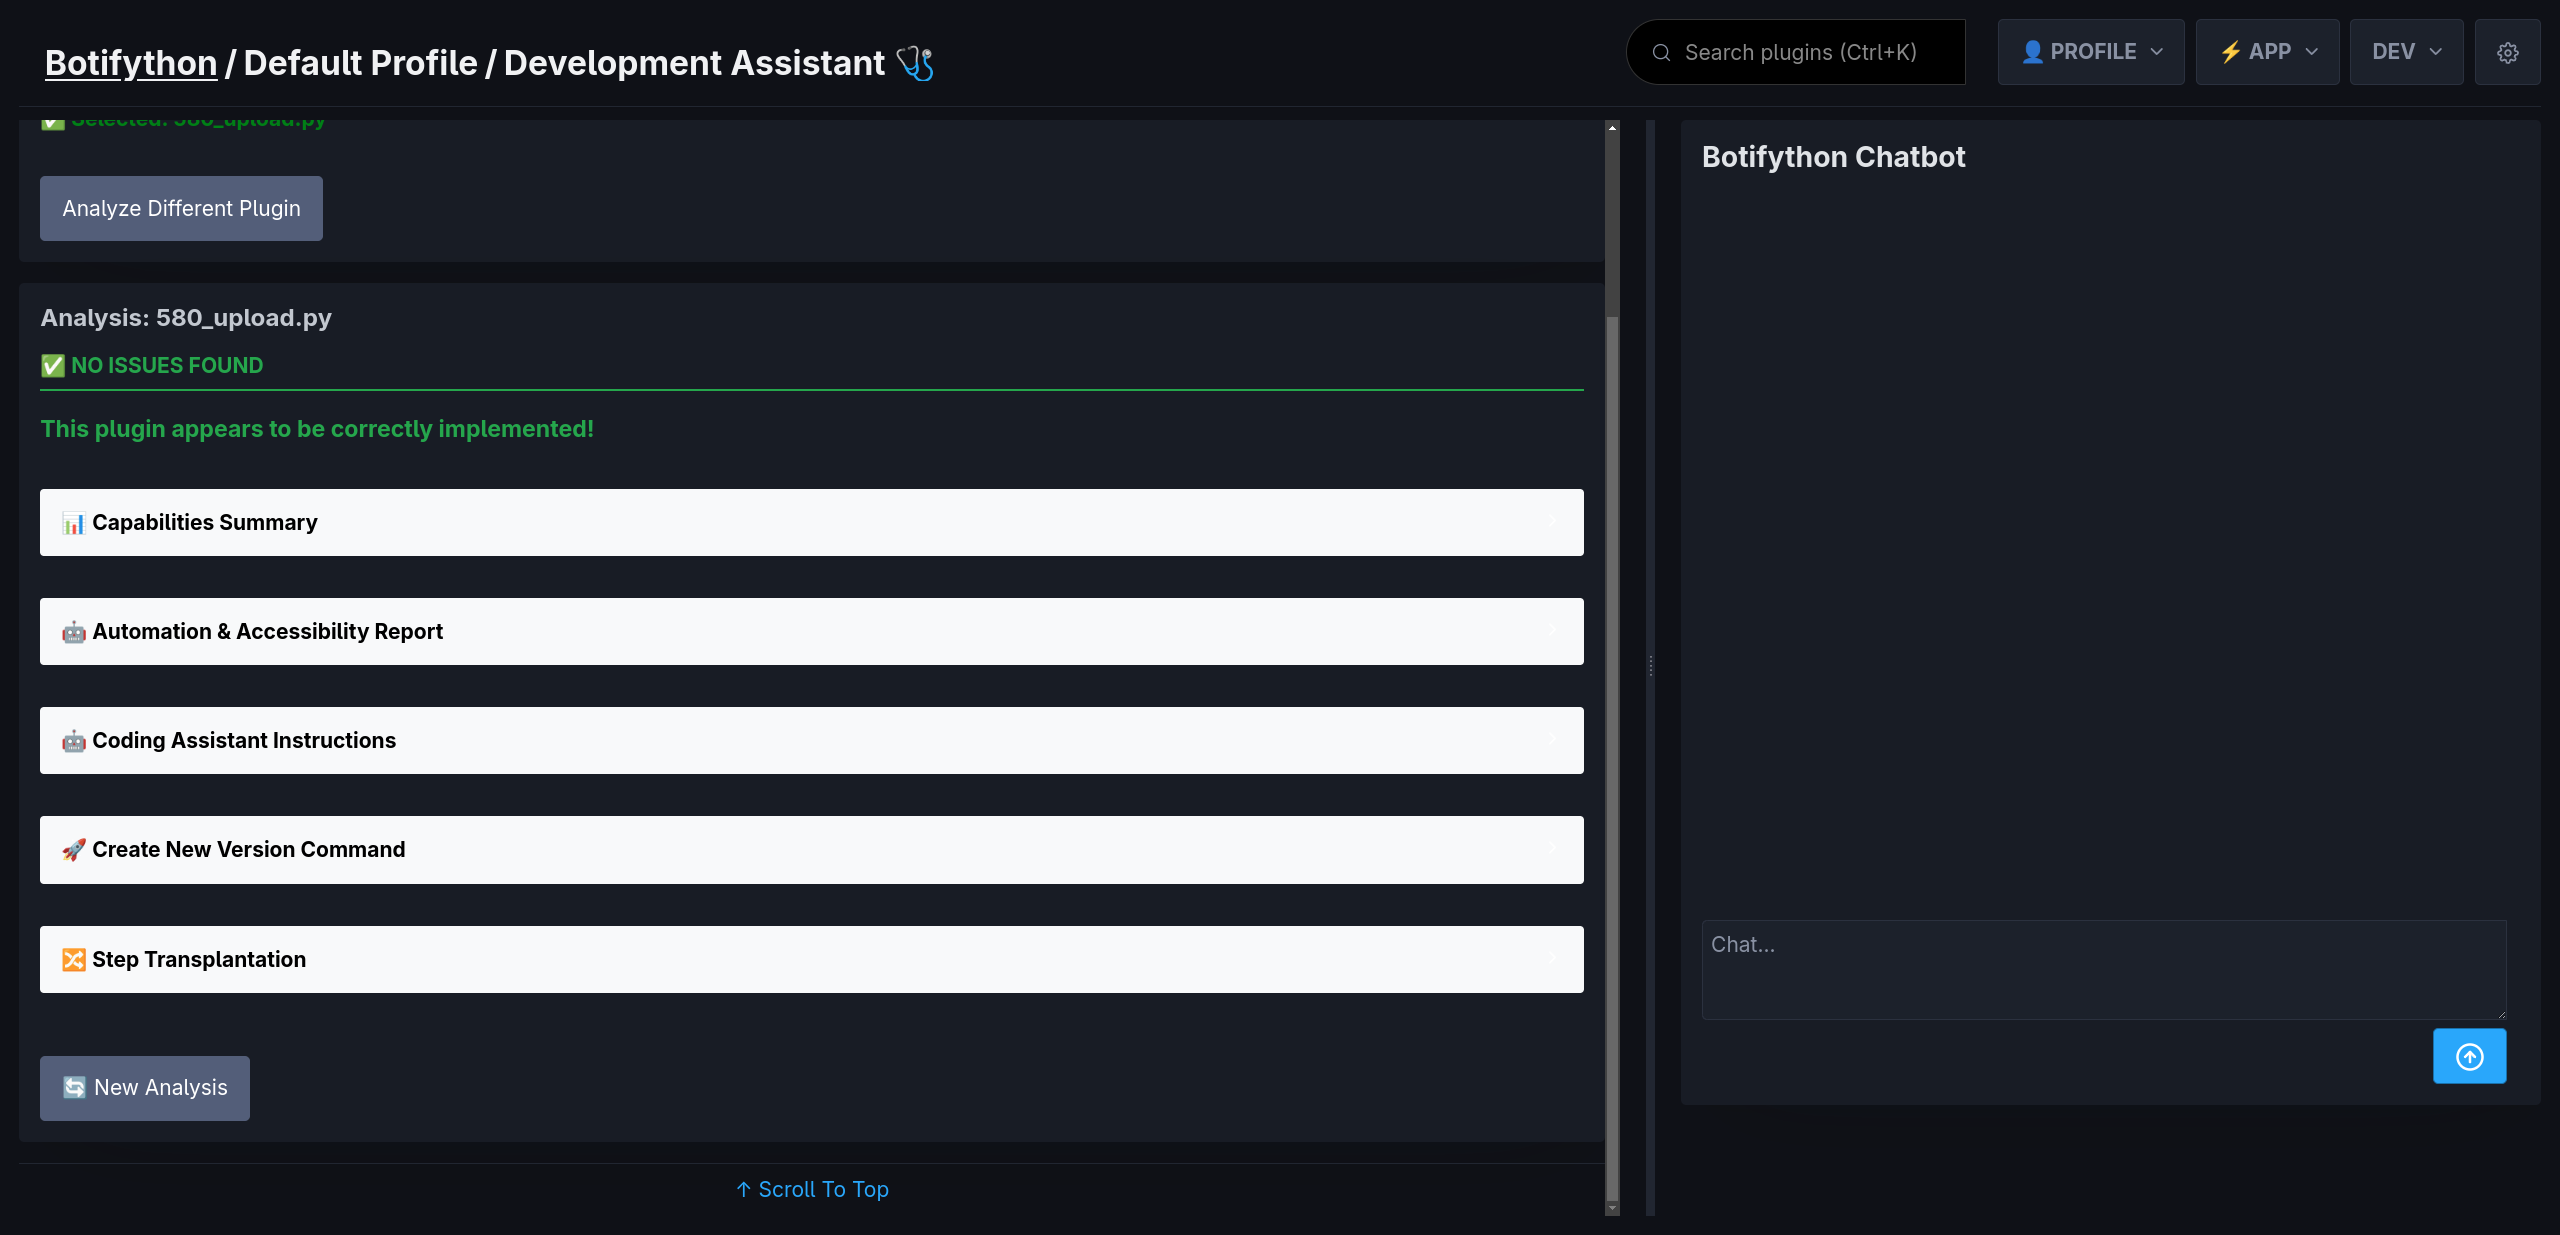 Botifython / Default Profile / Development Assistant 🩺
Search plugins (Ctrl+K)
👤 PROFILE
⚡ APP
DEV
✅ Selected: 580_upload.py
Analyze Different Plugin
Analysis: 580_upload.py
✅ NO ISSUES FOUND
This plugin appears to be correctly implemented!
📊 Capabilities Summary
🤖 Automation & Accessibility Report
🤖 Coding Assistant Instructions
🚀 Create New Version Command
🔀 Step Transplantation
🔄 New Analysis
↑ Scroll To Top
Botifython Chatbot
Chat...